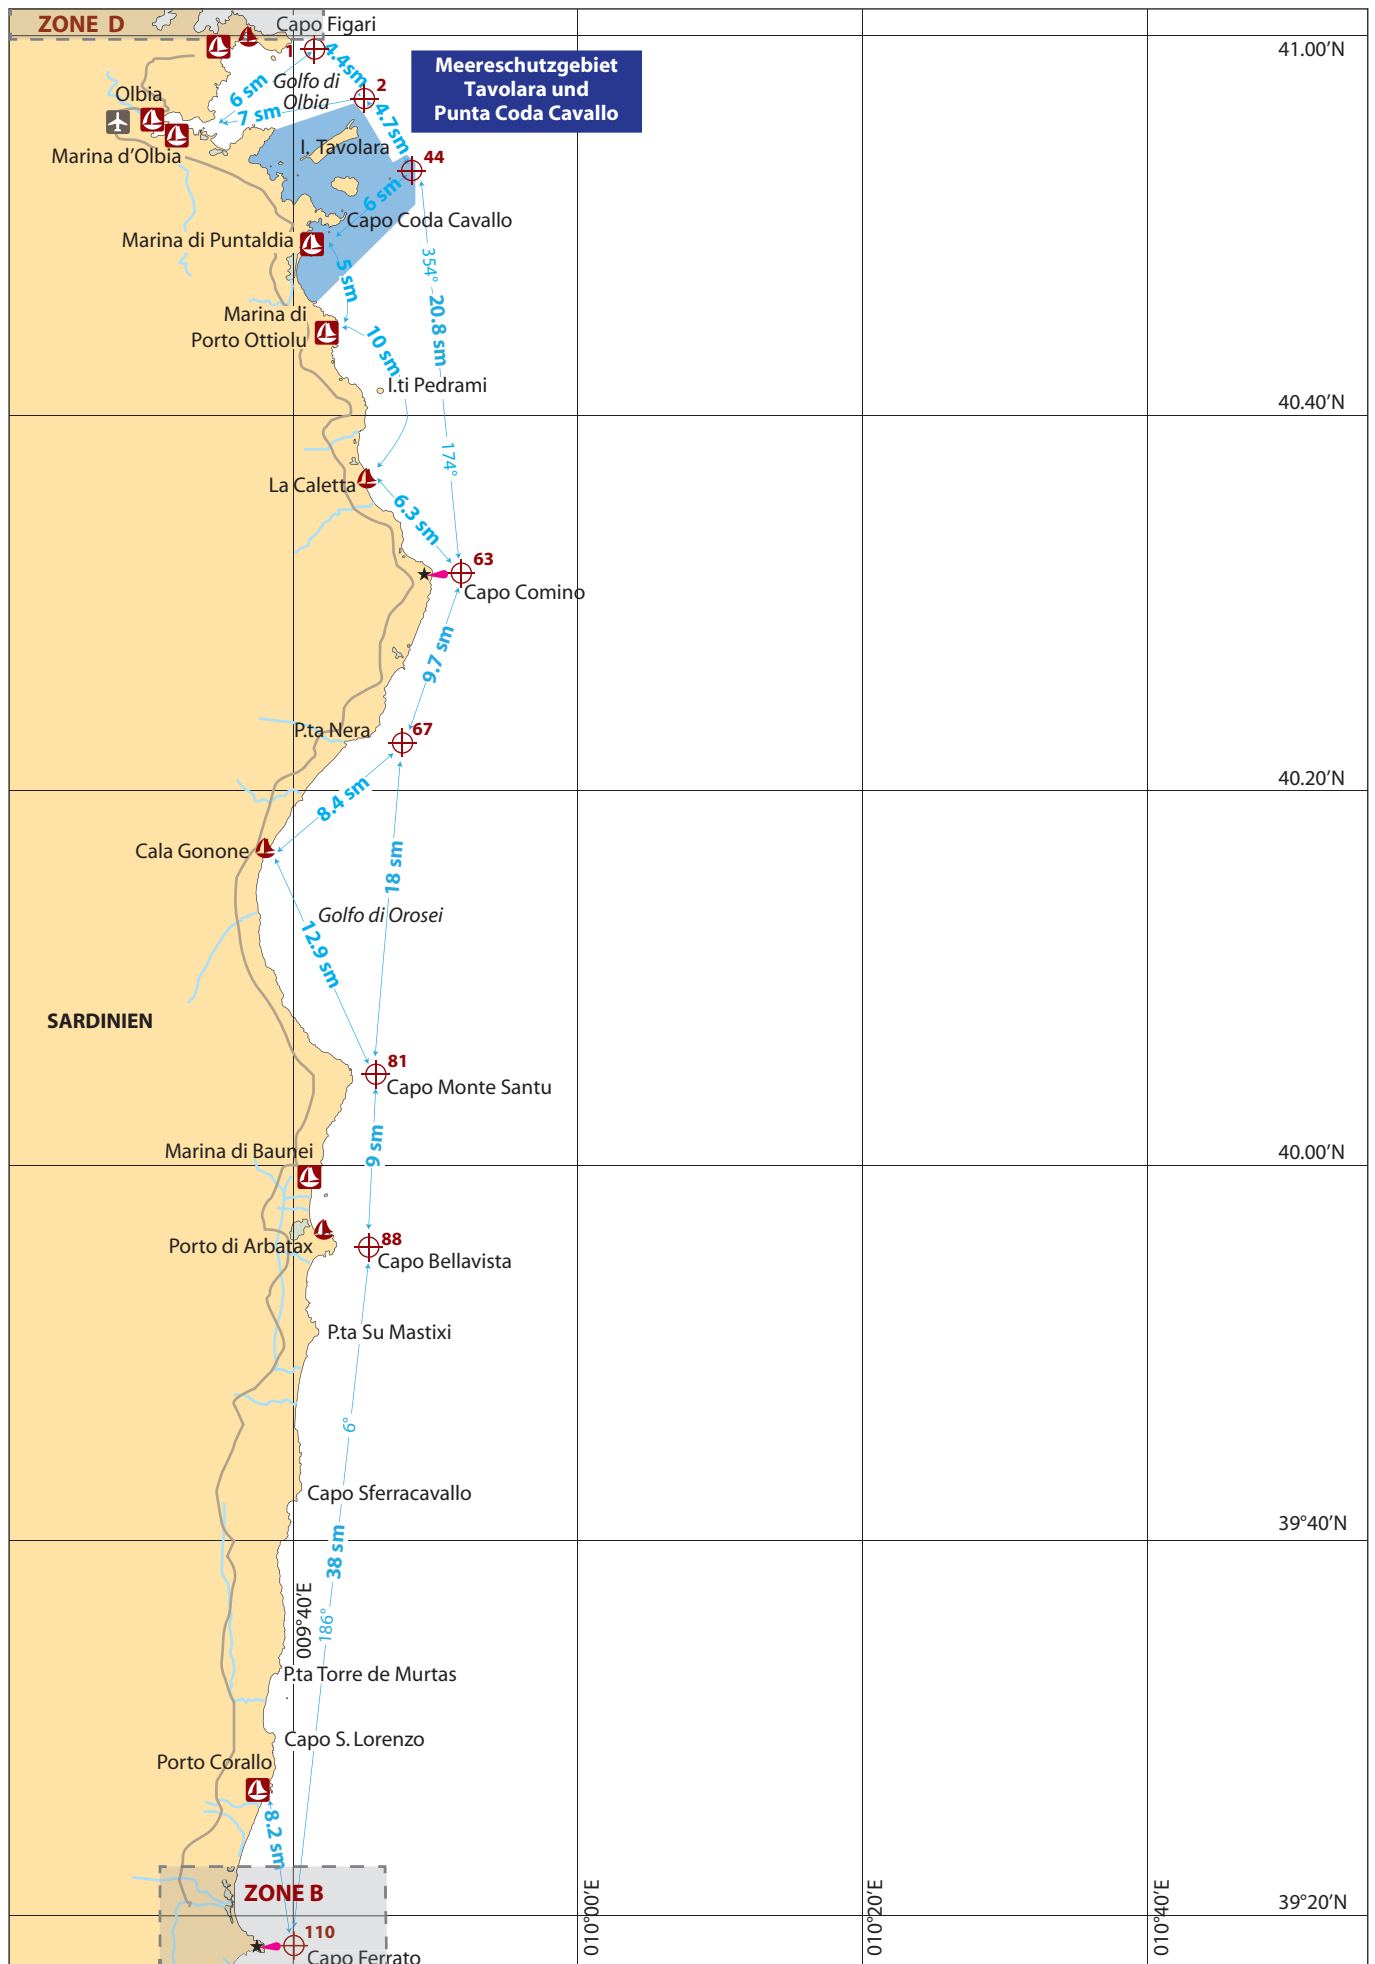 ZONE D
Capo Figari
1
4.4sm
41.00'N
Meereschutzgebiet
Tavolara und
Punta Coda Cavallo
6 sm
Golfo di
Olbia
2
Olbia
7 sm
4.7sm
Marina d'Olbia
I. Tavolara
44
6 sm
Capo Coda Cavallo
Marina di Puntaldia
354°
5 sm
20.8 sm
Marina di
Porto Ottiolu
10 sm
I.ti Pedrami
40.40'N
174°
La Caletta
6.3 sm
63
Capo Comino
9.7 sm
P.ta Nera
67
40.20'N
8.4 sm
Cala Gonone
18 sm
Golfo di Orosei
12.9 sm
SARDINIEN
81
Capo Monte Santu
9 sm
Marina di Baunei
40.00'N
Porto di Arbatax
88
Capo Bellavista
P.ta Su Mastixi
6°
Capo Sferracavallo
39°40'N
38 sm
009°40'E
186°
P.ta Torre de Murtas
Capo S. Lorenzo
Porto Corallo
8.2 sm
ZONE B
010°00'E
010°20'E
010°40'E
39°20'N
110
Capo Ferrato